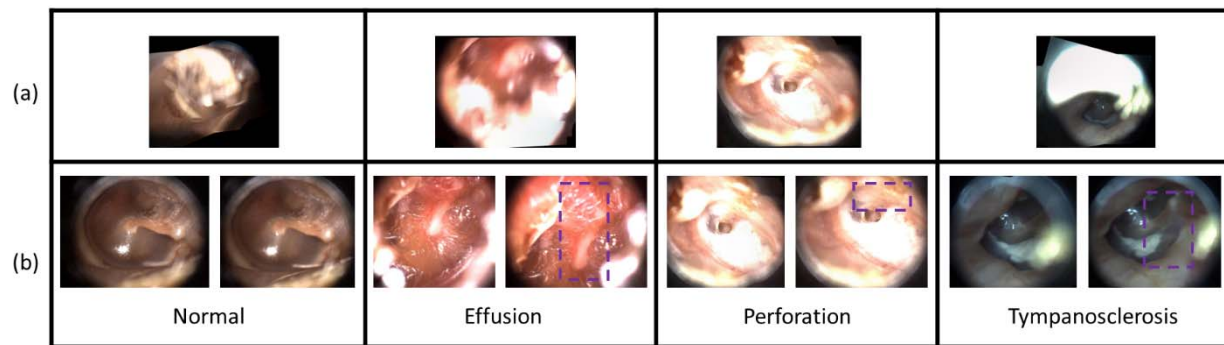 (a)
(b)
Normal
Effusion
Perforation
Tympanosclerosis